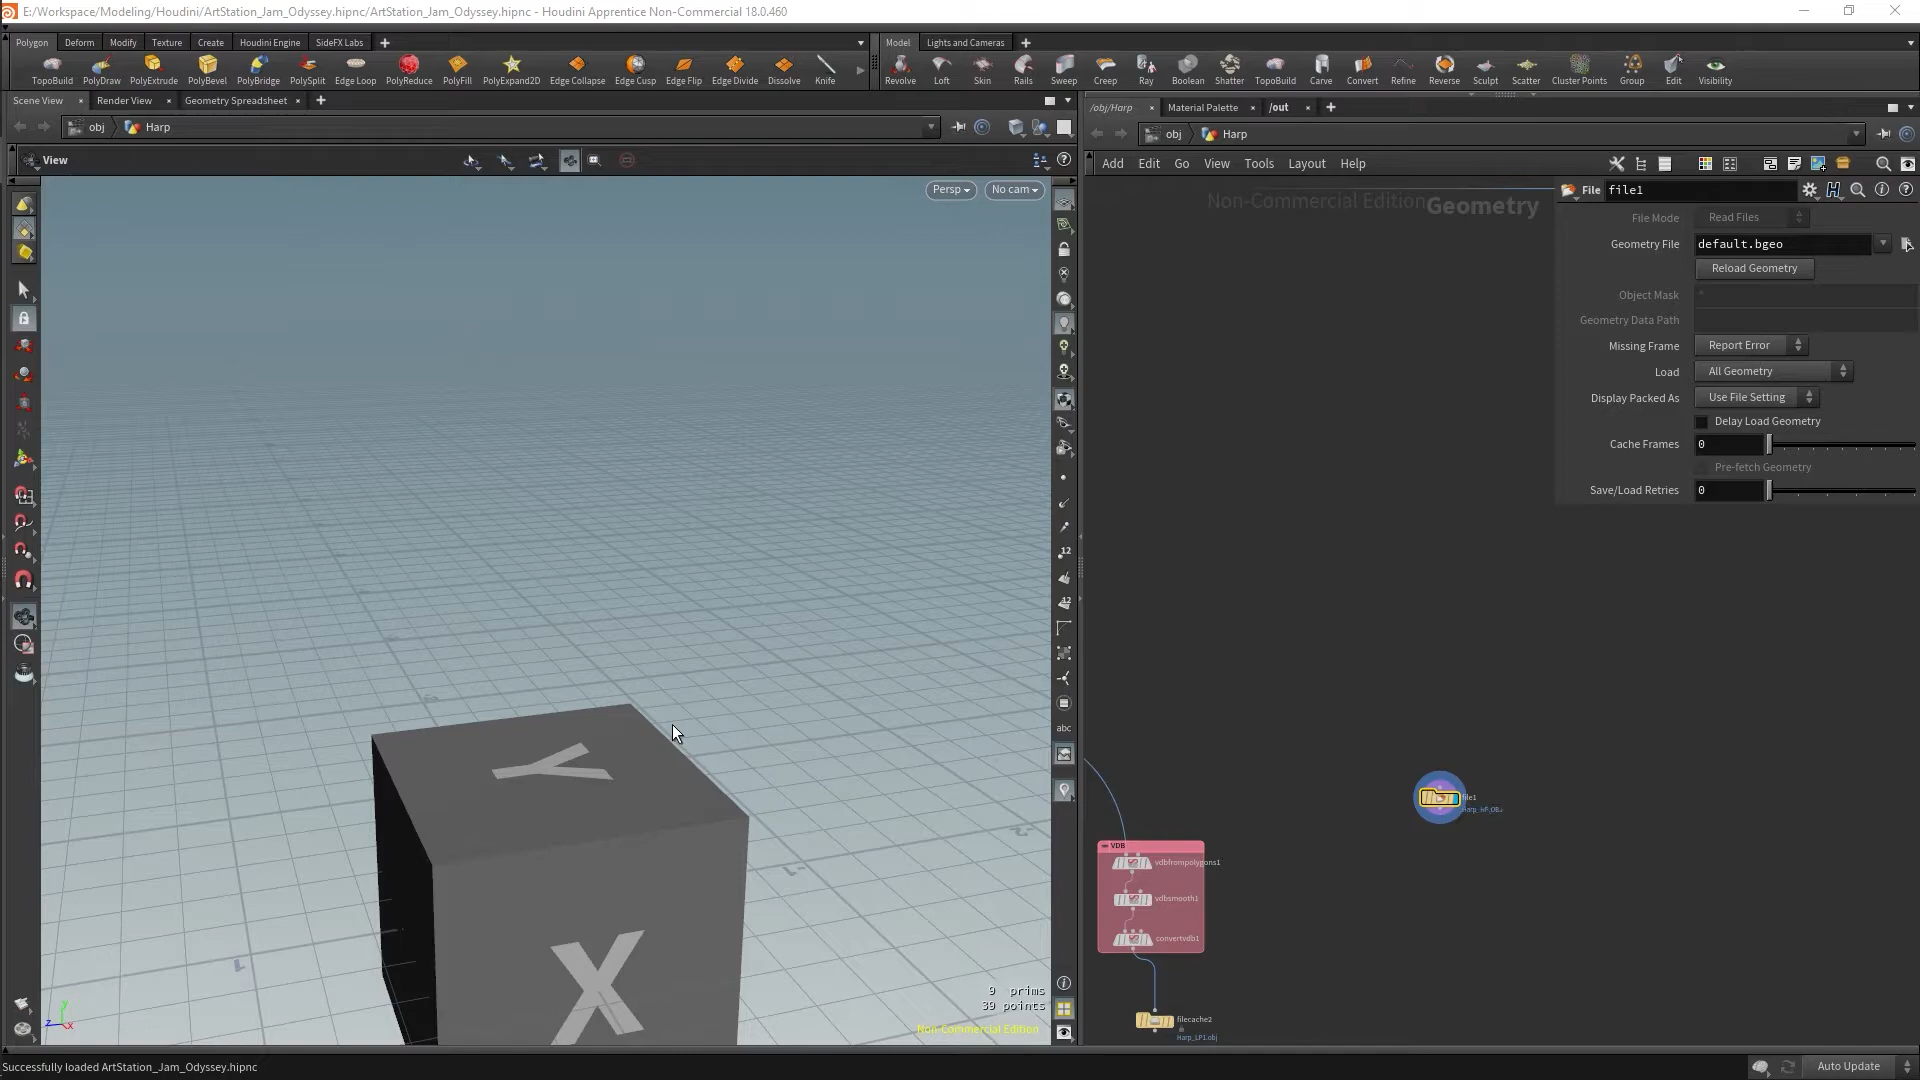 E:/Workspace/Modeling/Houdini/ArtStation_Jam_Odyssey.hipnc/ArtStation_Jam_Odyssey.hipnc - Houdini Apprentice Non-Commercial 18.0.460
Polygon Deform Modify Texture Create Houdini Engine SideFX Labs
Model Lights and Cameras
TopoBuild PolyDraw PolyExtrude PolyBevel PolyBridge PolySplit Edge Loop PolyReduce PolyFill PolyExpand2D Edge Collapse Edge Cusp Edge Flip Edge Divide Dissolve Knife
Revolve Loft Skin Rails Sweep Creep Ray Boolean Shatter TopoBuild Carve Convert Refine Reverse Sculpt Scatter Cluster Points Group Edit Visibility
Scene View Render View Geometry Spreadsheet
/obj/Harp Material Palette /out
obj Harp
obj Harp
View
Add Edit Go View Tools Layout Help
Persp No cam
Non-Commercial Edition
Geometry
File file1
File Mode Read Files
Geometry File default.bgeo
Reload Geometry
Object Mask *
Geometry Data Path
Missing Frame Report Error
Load All Geometry
Display Packed As Use File Setting
Delay Load Geometry
Cache Frames 0
Pre-fetch Geometry
Save/Load Retries 0
12
12
abc
Y
X
1
file1
VDB
vdbfrompolygons1
vdbsmooth1
convertvdb1
filecache2
Harp_LP1.obj
9 prims
39 points
Non-Commercial Edition
y
z x
Successfully loaded ArtStation_Jam_Odyssey.hipnc
Auto Update